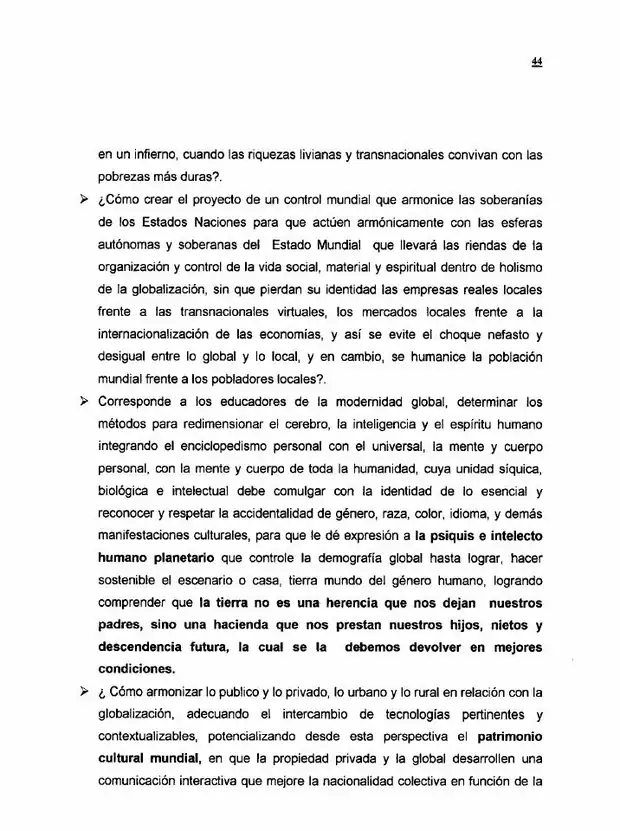 44
en un infierno, cuando las riquezas livianas y transnacionales convivan con las
pobrezas más duras?.
➢ ¿Cómo crear el proyecto de un control mundial que armonice las soberanías
de los Estados Naciones para que actúen armónicamente con las esferas
autónomas y soberanas del Estado Mundial que llevará las riendas de la
organización y control de la vida social, material y espiritual dentro de holismo
de la globalización, sin que pierdan su identidad las empresas reales locales
frente a las transnacionales virtuales, los mercados locales frente a la
internacionalización de las economías, y así se evite el choque nefasto y
desigual entre lo global y lo local, y en cambio, se humanice la población
mundial frente a los pobladores locales?.
➢ Corresponde a los educadores de la modernidad global, determinar los
métodos para redimensionar el cerebro, la inteligencia y el espíritu humano
integrando el enciclopedismo personal con el universal, la mente y cuerpo
personal, con la mente y cuerpo de toda la humanidad, cuya unidad síquica,
biológica e intelectual debe comulgar con la identidad de lo esencial y
reconocer y respetar la accidentalidad de género, raza, color, idioma, y demás
manifestaciones culturales, para que le dé expresión a la psiquis e intelecto
humano planetario que controle la demografía global hasta lograr, hacer
sostenible el escenario o casa, tierra mundo del género humano, logrando
comprender que la tierra no es una herencia que nos dejan nuestros
padres, sino una hacienda que nos prestan nuestros hijos, nietos y
descendencia futura, la cual se la debemos devolver en mejores
condiciones.
➢ ¿ Cómo armonizar lo publico y lo privado, lo urbano y lo rural en relación con la
globalización, adecuando el intercambio de tecnologías pertinentes y
contextualizables, potencializando desde esta perspectiva el patrimonio
cultural mundial, en que la propiedad privada y la global desarrollen una
comunicación interactiva que mejore la nacionalidad colectiva en función de la